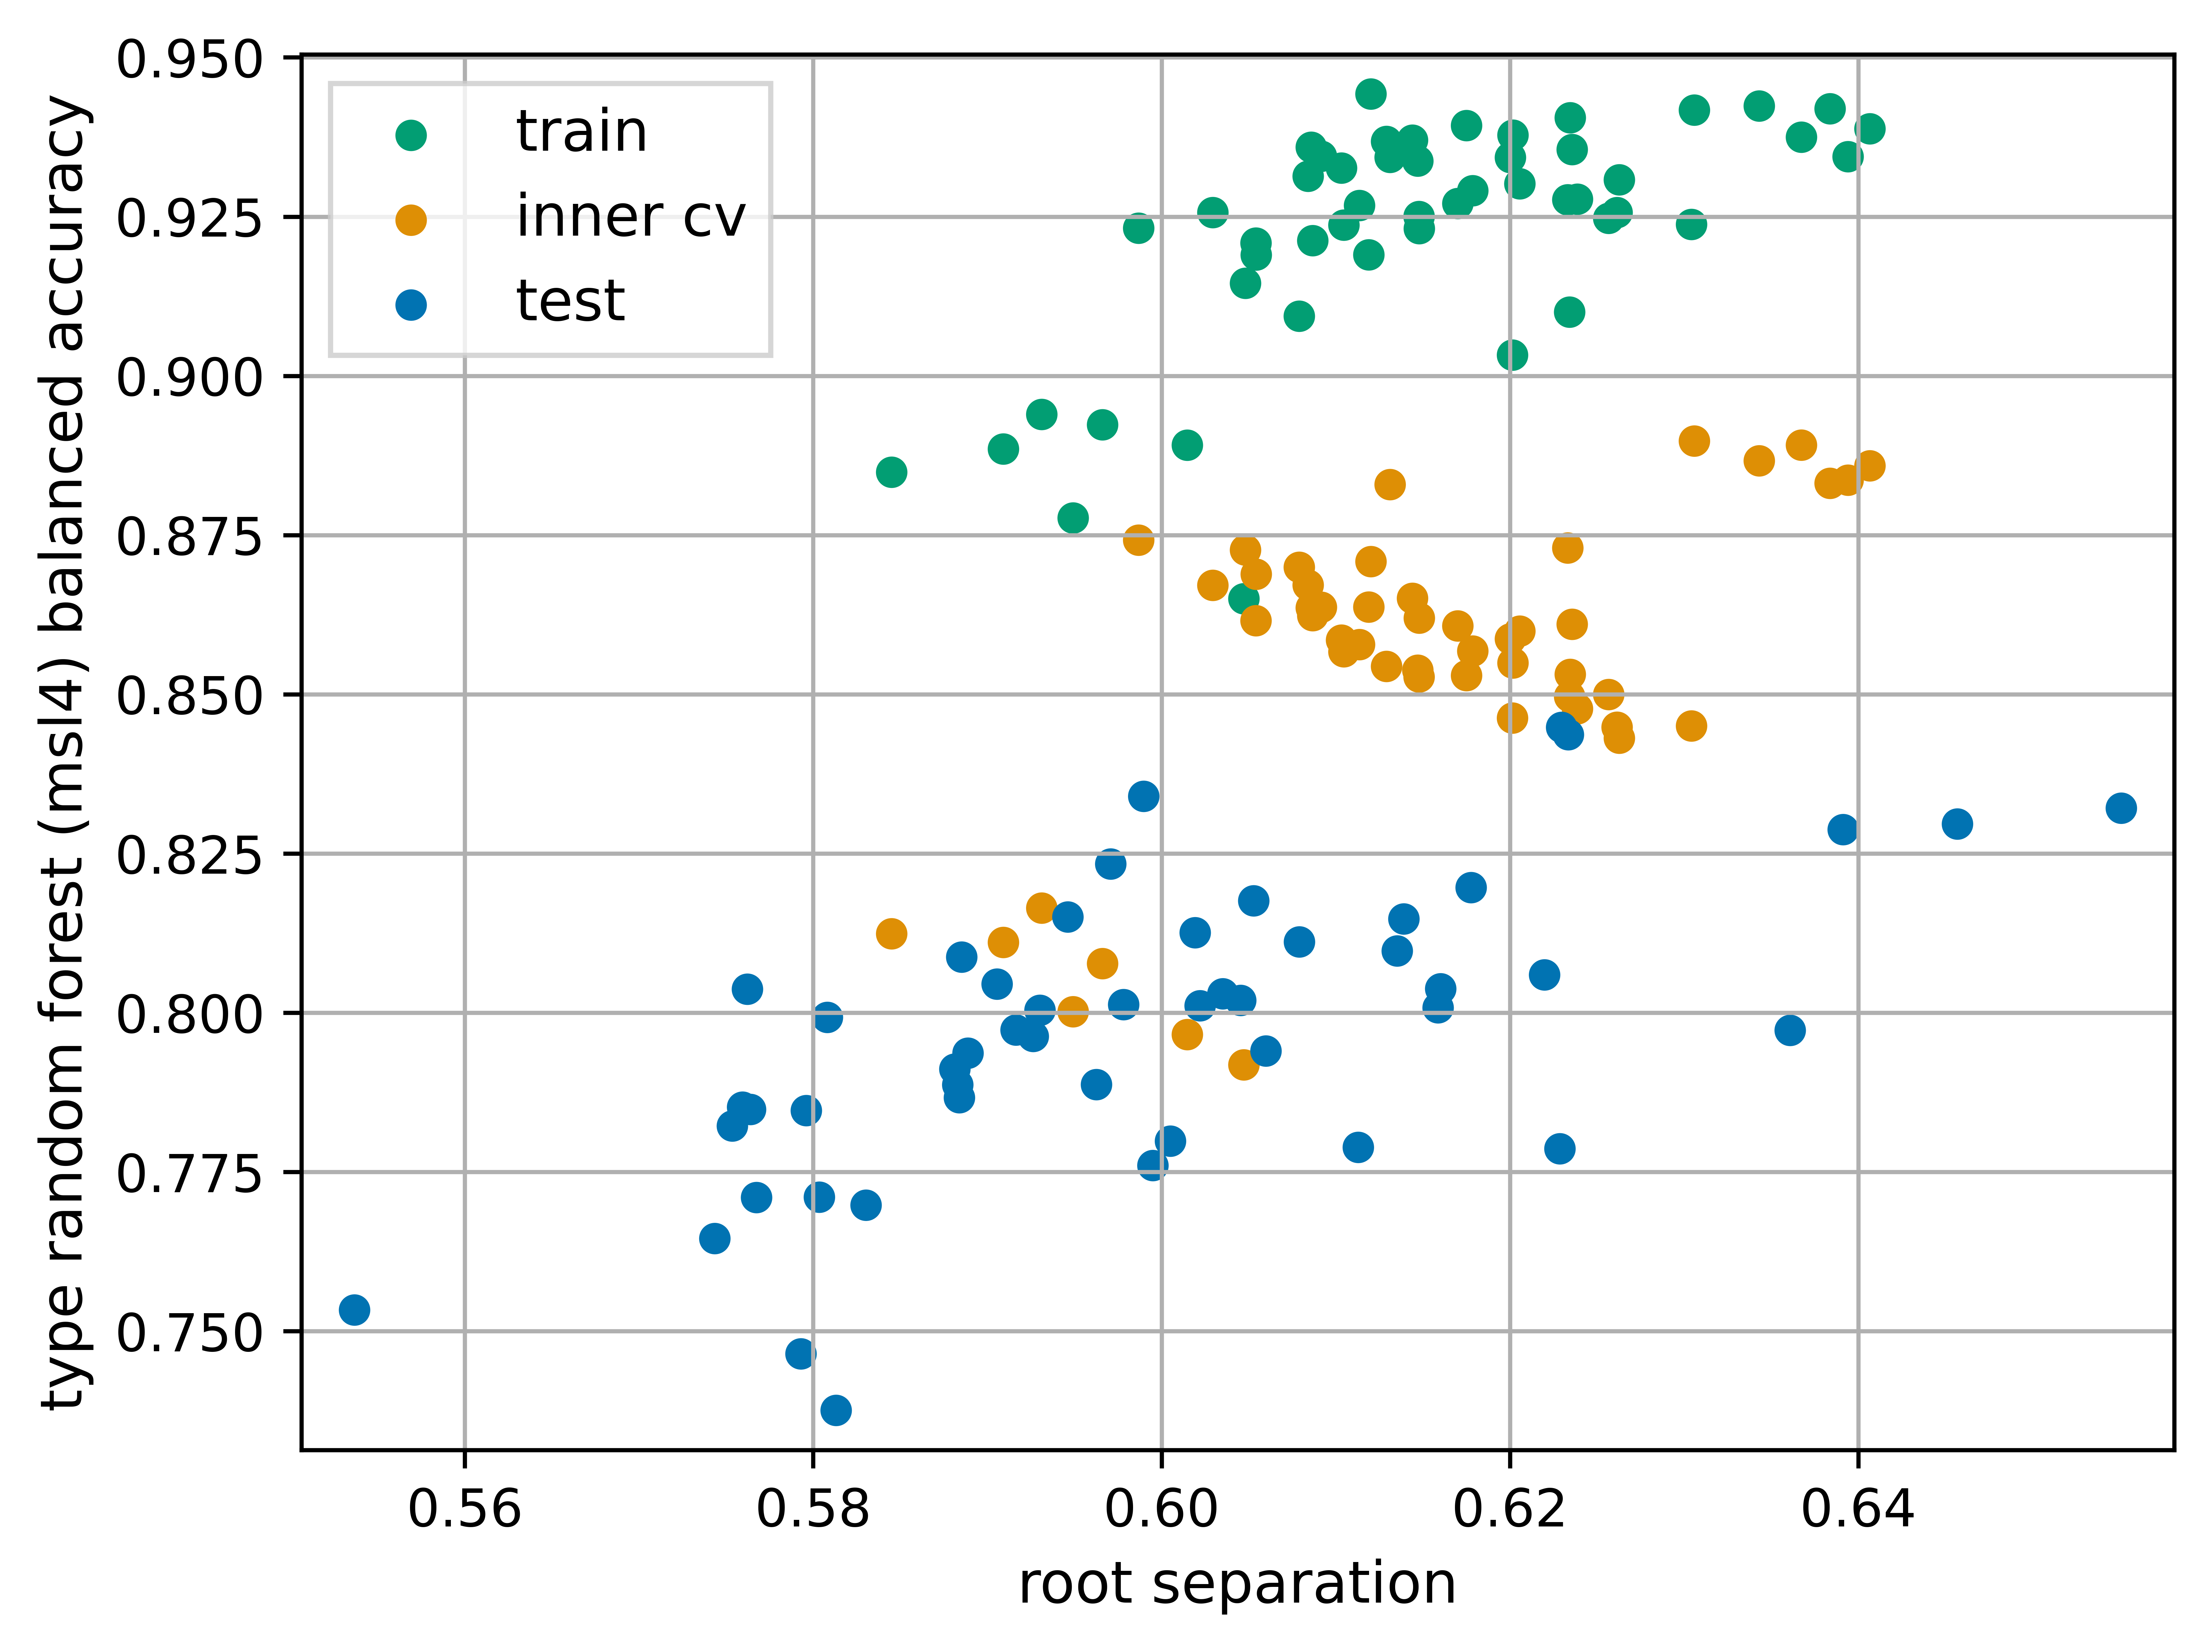 type random forest (msl4) balanced accuracy
0.950
0.925
0.900
0.875
0.850
0.825
0.800
0.775
0.750
train
inner cv
test
0.56 0.58 0.60 0.62 0.64
root separation